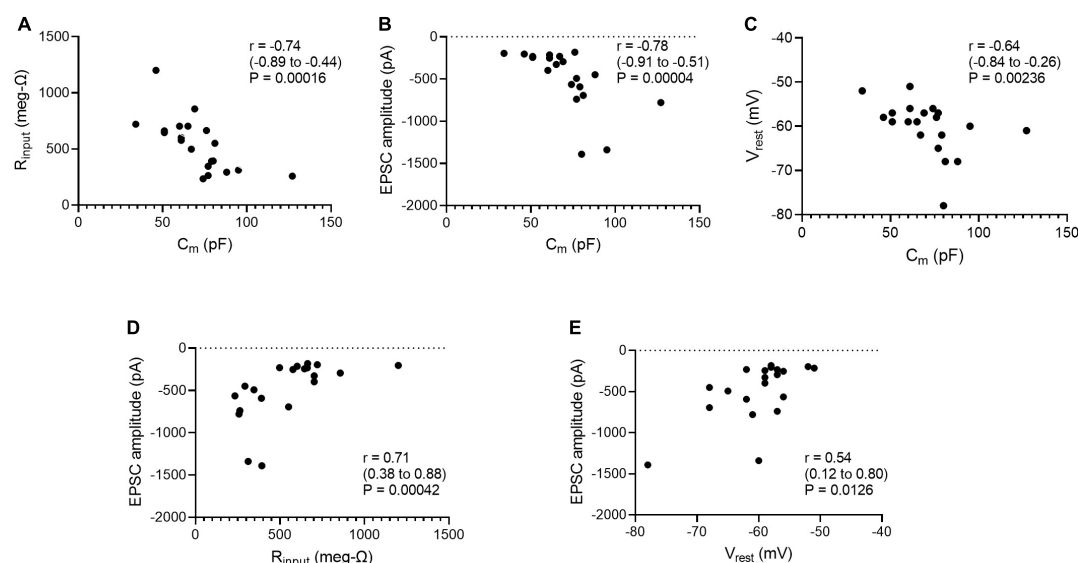 A
R_input (meg-Ω)
1500
1000
500
0
0 50 100 150
C_m (pF)
r = -0.74
(-0.89 to -0.44)
P = 0.00016
B
EPSC amplitude (pA)
0
-500
-1000
-1500
-2000
0 50 100 150
C_m (pF)
r = -0.78
(-0.91 to -0.51)
P = 0.00004
C
V_rest (mV)
-40
-50
-60
-70
-80
0 50 100 150
C_m (pF)
r = -0.64
(-0.84 to -0.26)
P = 0.00236
D
EPSC amplitude (pA)
0
-500
-1000
-1500
-2000
0 500 1000 1500
R_input (meg-Ω)
r = 0.71
(0.38 to 0.88)
P = 0.00042
E
EPSC amplitude (pA)
0
-500
-1000
-1500
-2000
-80 -70 -60 -50 -40
V_rest (mV)
r = 0.54
(0.12 to 0.80)
P = 0.0126